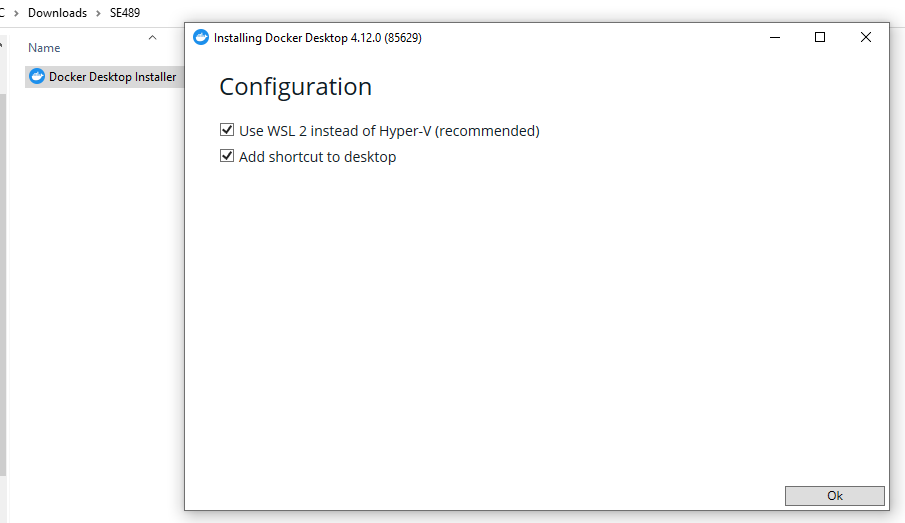 C > Downloads > SE489
Name
Docker Desktop Installer
Installing Docker Desktop 4.12.0 (85629)
Configuration
Use WSL 2 instead of Hyper-V (recommended)
Add shortcut to desktop
Ok